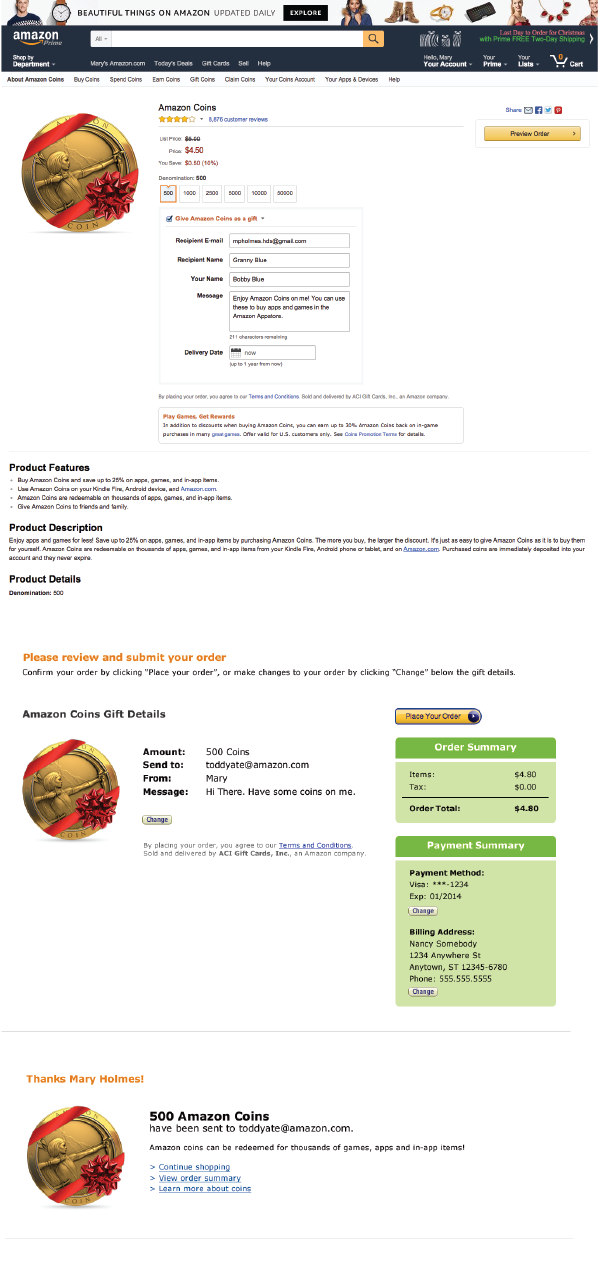 BEAUTIFUL THINGS ON AMAZON UPDATED DAILY EXPLORE
amazon Prime
All
Last Day to Order for Christmas
with Prime FREE Two-Day Shipping
Shop by
Department
Mary's Amazon.com Today's Deals Gift Cards Sell Help
Hello, Mary
Your Account
Your
Prime
Your
Lists
0
Cart
About Amazon Coins Buy Coins Spend Coins Earn Coins Gift Coins Claim Coins Your Coins Account Your Apps & Devices Help
AMAZON
COIN
Amazon Coins
6,876 customer reviews
Share
List Price: $5.00
Price: $4.50
You Save: $0.50 (10%)
Preview Order
Denomination: 500
500 1000 2500 5000 10000 50000
Give Amazon Coins as a gift
Recipient E-mail mpholmes.hds@gmail.com
Recipient Name Granny Blue
Your Name Bobby Blue
Message Enjoy Amazon Coins on me! You can use
these to buy apps and games in the
Amazon Appstore.
211 characters remaining
Delivery Date now
(up to 1 year from now)
By placing your order, you agree to our Terms and Conditions. Sold and delivered by ACI Gift Cards, Inc., an Amazon company.
Play Games. Get Rewards
In addition to discounts when buying Amazon Coins, you can earn up to 30% Amazon Coins back on in-game
purchases in many great games. Offer valid for U.S. customers only. See Coins Promotion Terms for details.
Product Features
Buy Amazon Coins and save up to 25% on apps, games, and in-app items.
Use Amazon Coins on your Kindle Fire, Android device, and Amazon.com.
Amazon Coins are redeemable on thousands of apps, games, and in-app items.
Give Amazon Coins to friends and family.
Product Description
Enjoy apps and games for less! Save up to 25% on apps, games, and in-app items by purchasing Amazon Coins. The more you buy, the larger the discount. It's just as easy to give Amazon Coins as it is to buy them
for yourself. Amazon Coins are redeemable on thousands of apps, games, and in-app items from your Kindle Fire, Android phone or tablet, and on Amazon.com. Purchased coins are immediately deposited into your
account and they never expire.
Product Details
Denomination: 500
Please review and submit your order
Confirm your order by clicking "Place your order", or make changes to your order by clicking "Change" below the gift details.
Amazon Coins Gift Details
Place Your Order
COIN
Amount: 500 Coins
Send to: toddyate@amazon.com
From: Mary
Message: Hi There. Have some coins on me.
Change
By placing your order, you agree to our Terms and Conditions.
Sold and delivered by ACI Gift Cards, Inc., an Amazon company.
Order Summary
Items: $4.80
Tax: $0.00
Order Total: $4.80
Payment Summary
Payment Method:
Visa: ***-1234
Exp: 01/2014
Change
Billing Address:
Nancy Somebody
1234 Anywhere St
Anytown, ST 12345-6780
Phone: 555.555.5555
Change
Thanks Mary Holmes!
COIN
500 Amazon Coins
have been sent to toddyate@amazon.com.
Amazon coins can be redeemed for thousands of games, apps and in-app items!
> Continue shopping
> View order summary
> Learn more about coins